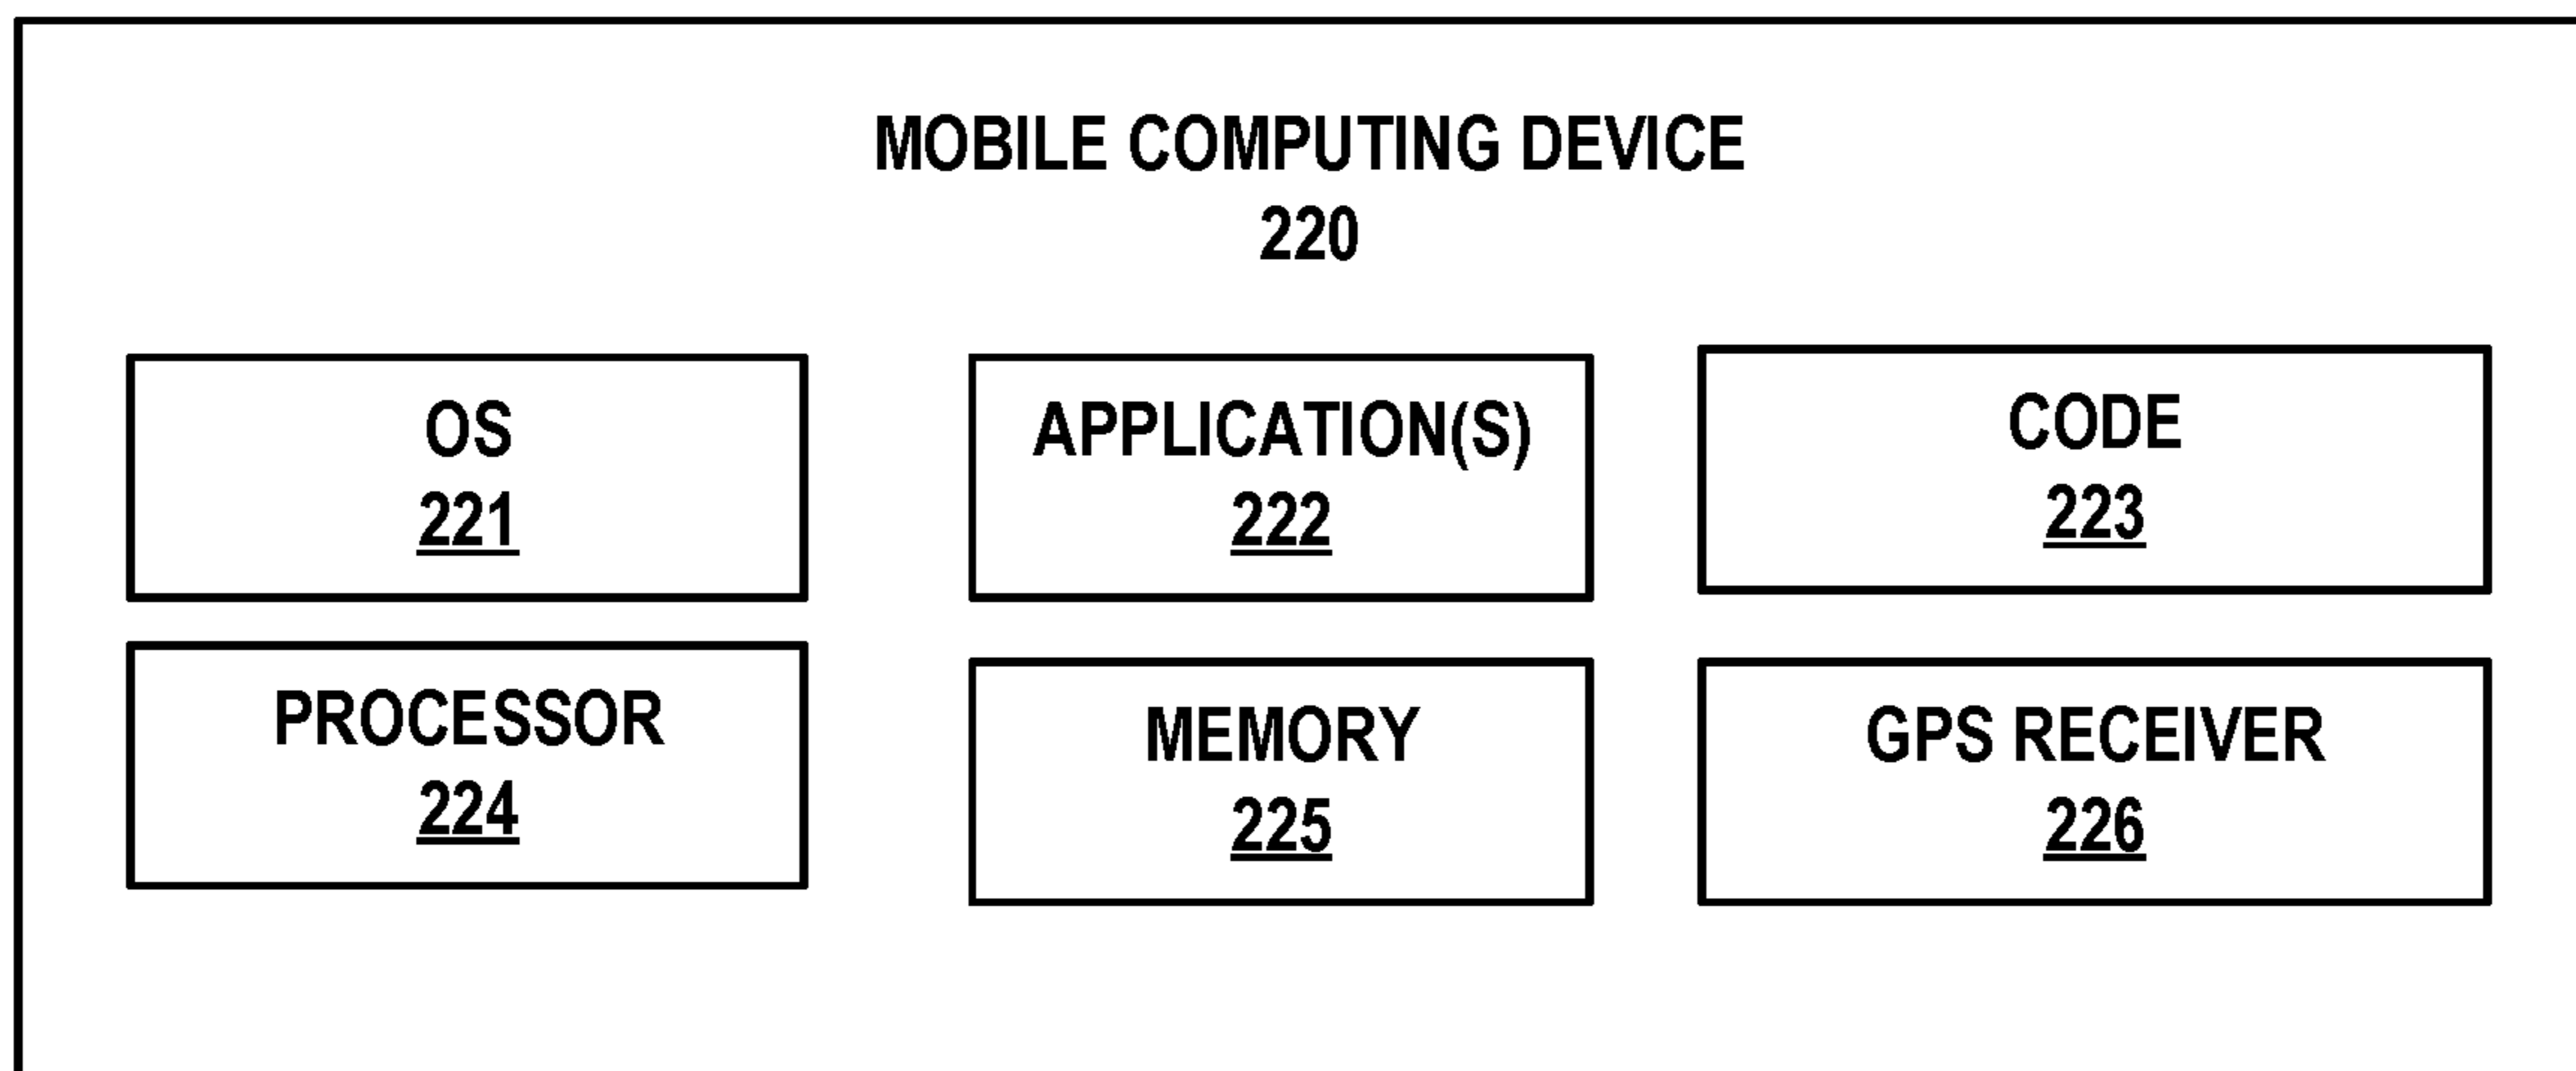 MOBILE COMPUTING DEVICE
220
OS
221
APPLICATION(S)
222
CODE
223
PROCESSOR
224
MEMORY
225
GPS RECEIVER
226